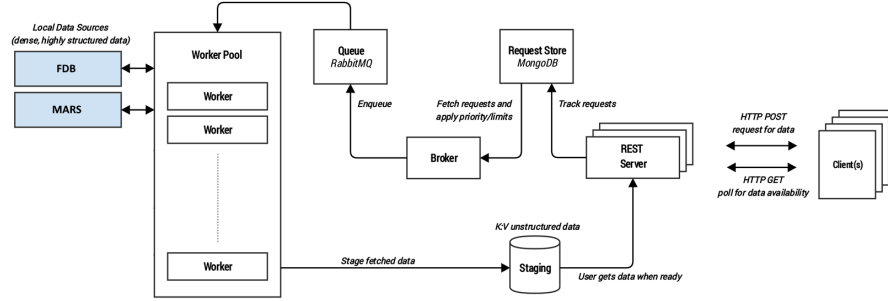 Local Data Sources
(dense, highly structured data)
FDB
MARS
Worker Pool
Worker
Worker
Worker
Queue
RabbitMQ
Enqueue
Request Store
MongoDB
Fetch requests and
apply priority/limits
Track requests
Broker
REST
Server
HTTP POST
request for data
HTTP GET
poll for data availability
Client(s)
K:V unstructured data
Staging
Stage fetched data
User gets data when ready